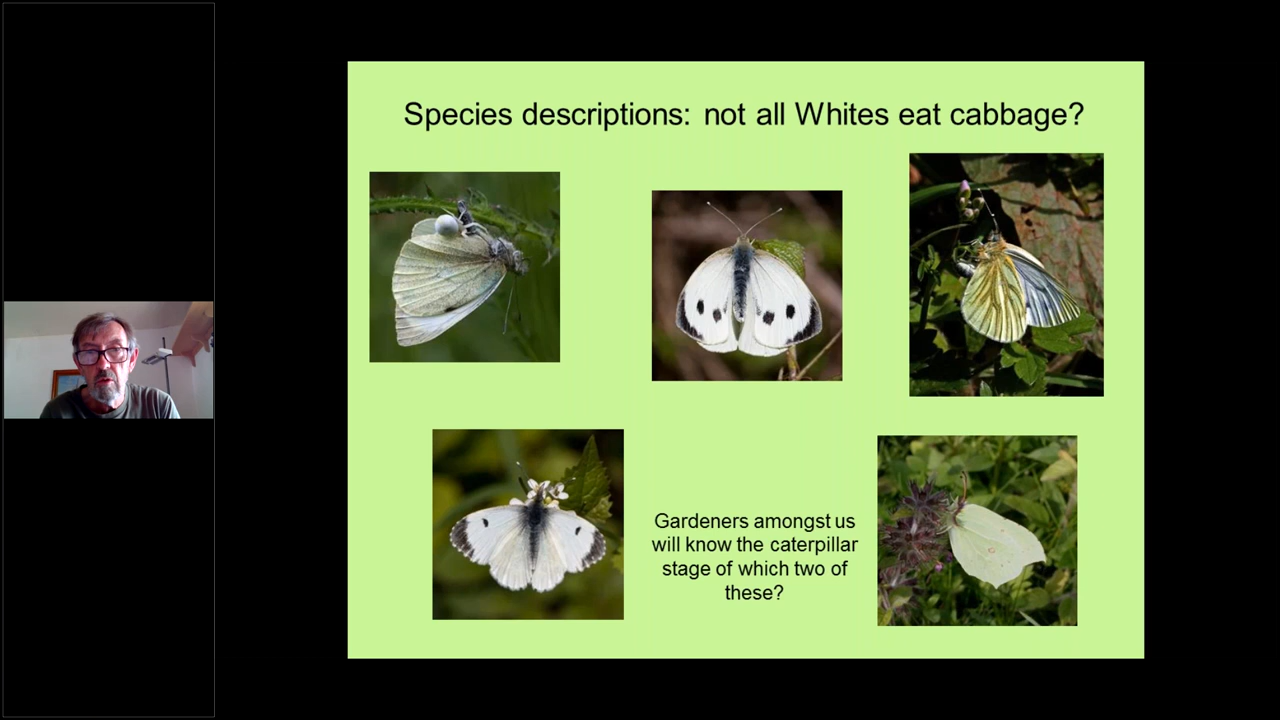 Species descriptions: not all Whites eat cabbage?
Gardeners amongst us
will know the caterpillar
stage of which two of
these?